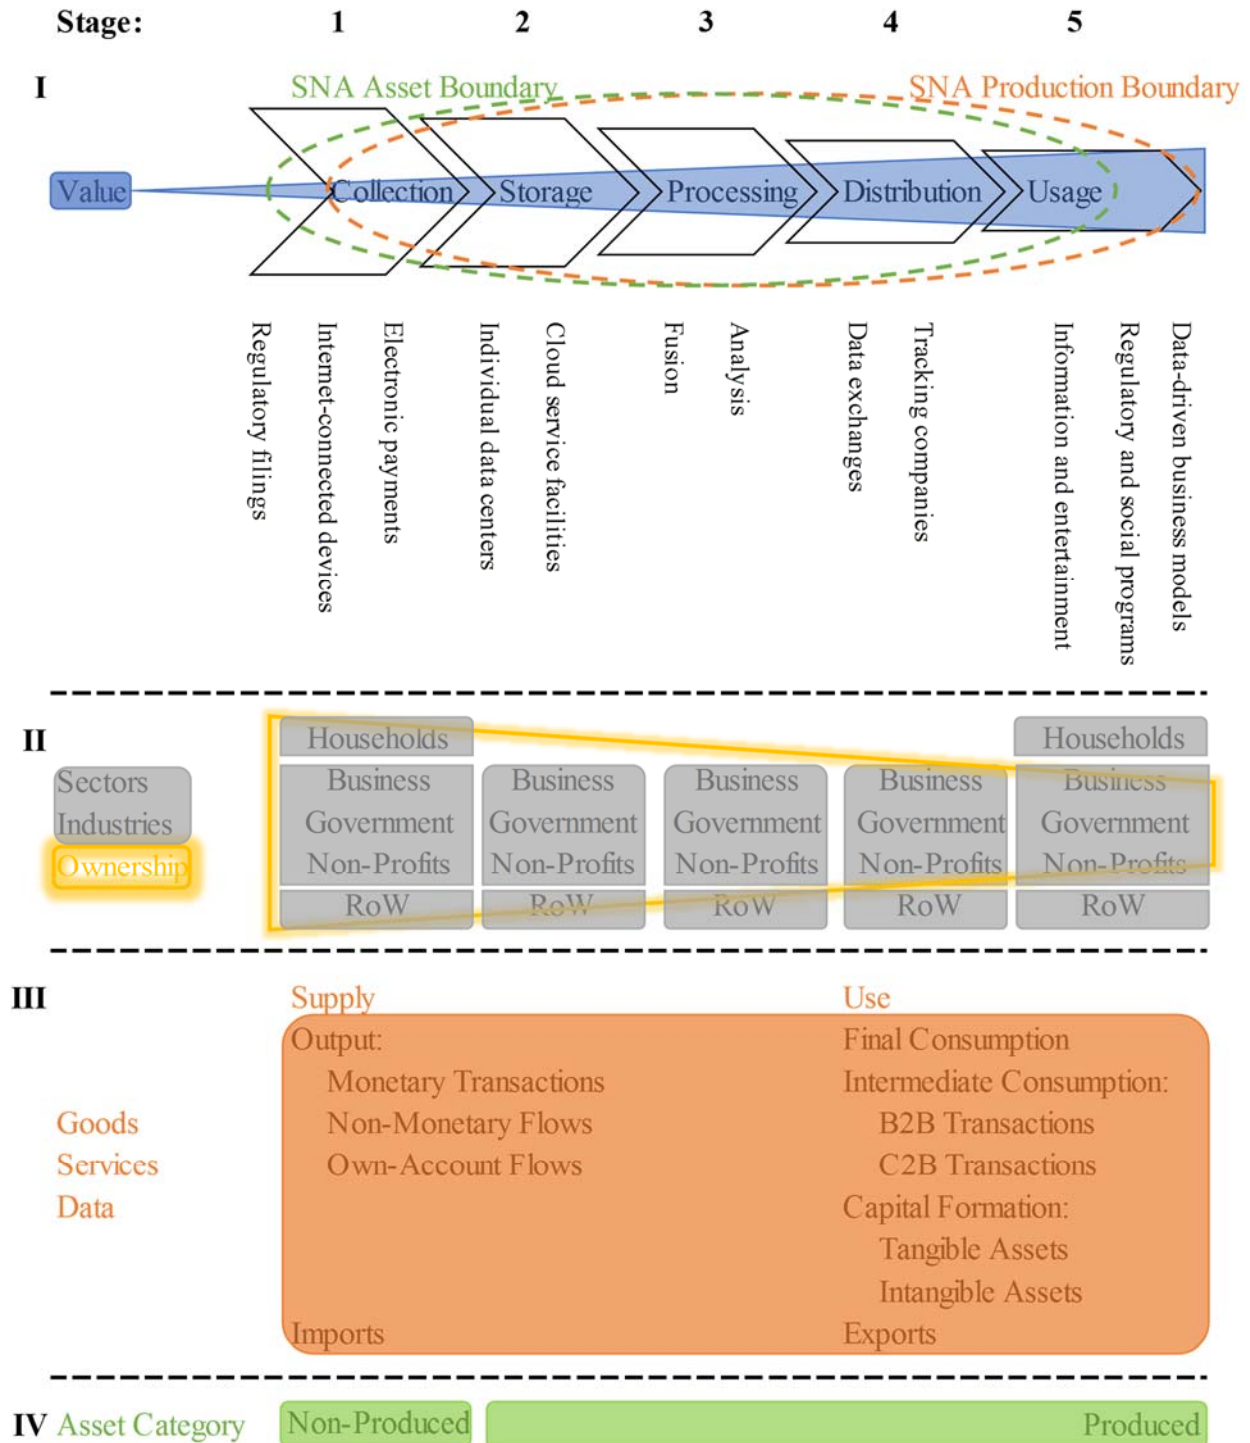 Stage: 1 2 3 4 5
I
SNA Asset Boundary SNA Production Boundary
Value Collection Storage Processing Distribution Usage
Regulatory filings
Internet-connected devices
Electronic payments
Individual data centers
Cloud service facilities
Fusion
Analysis
Data exchanges
Tracking companies
Information and entertainment
Regulatory and social programs
Data-driven business models
II
Households Households
Sectors Business Business Business Business Business
Industries Government Government Government Government Government
Ownership Non-Profits Non-Profits Non-Profits Non-Profits Non-Profits
RoW RoW RoW RoW RoW
III
Supply Use
Output: Final Consumption
Monetary Transactions Intermediate Consumption:
Goods Non-Monetary Flows B2B Transactions
Services Own-Account Flows C2B Transactions
Data Capital Formation:
Tangible Assets
Intangible Assets
Imports Exports
IV Asset Category Non-Produced Produced